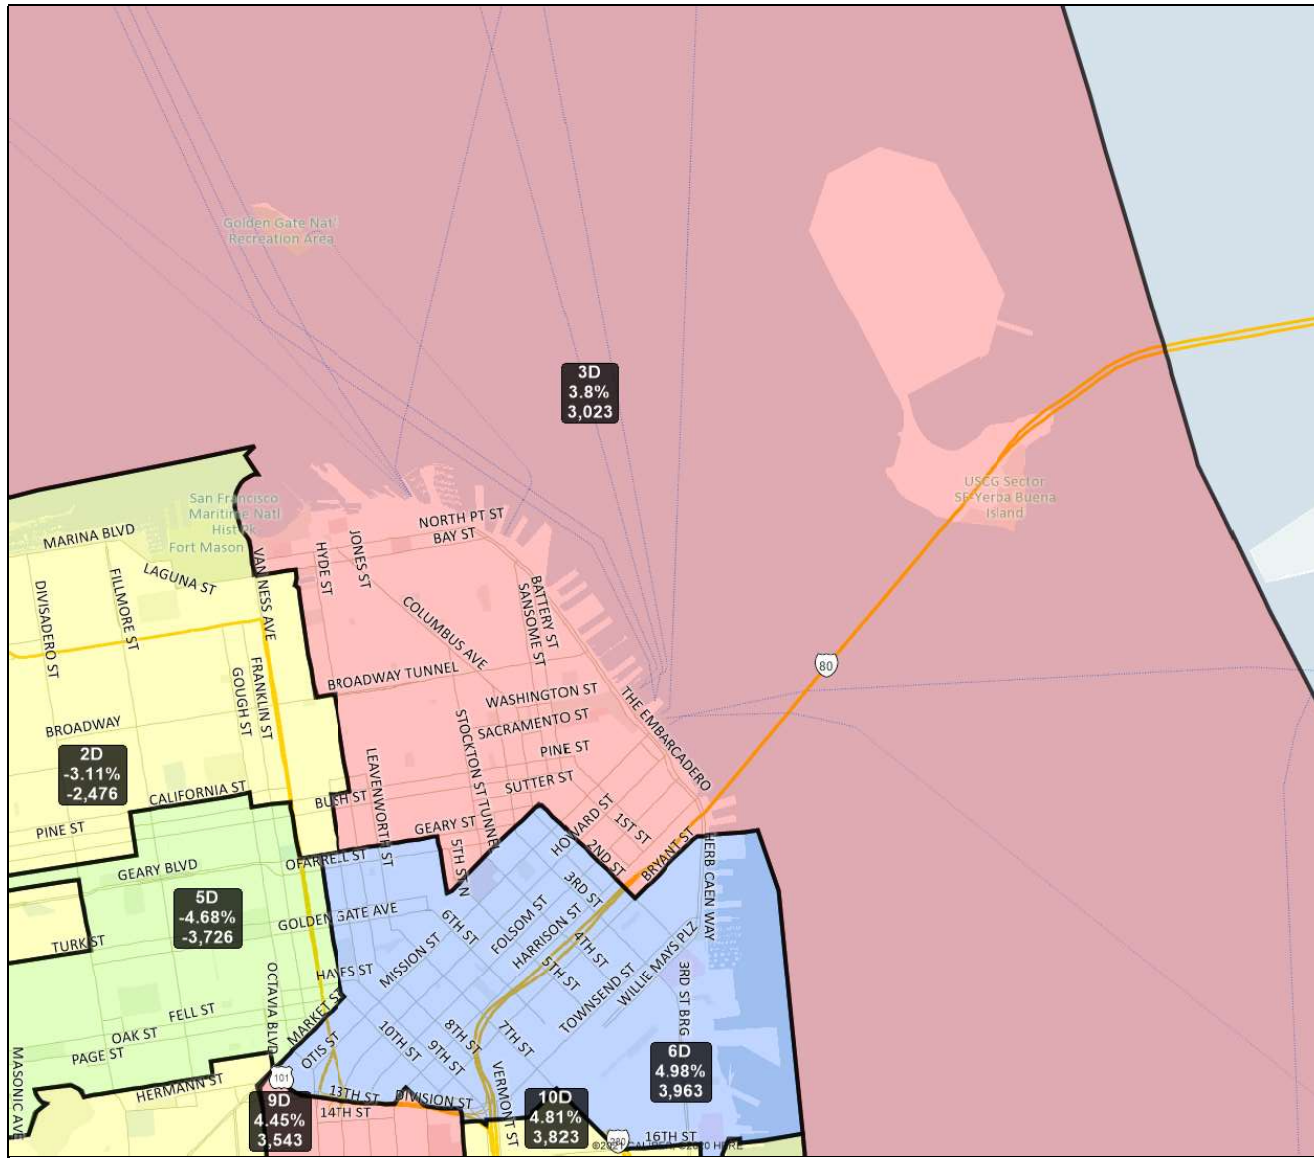 Golden Gate Nat'l
Recreation Area
3D
3.8%
3,023
USCG Sector
SF-Yerba Buena
Island
San Francisco
Maritime Natl
Hist Pk
Fort Mason
MARINA BLVD
LAGUNA ST
DIVISADERO ST
FILLMORE ST
VAN NESS AVE
HYDE ST
JONES ST
NORTH PT ST
BAY ST
COLUMBUS AVE
BATTERY ST
SANSOME ST
BROADWAY TUNNEL
WASHINGTON ST
SACRAMENTO ST
THE EMBARCADERO
80
FRANKLIN ST
GOUGH ST
BROADWAY
2D
-3.11%
-2,476
CALIFORNIA ST
PINE ST
LEAVENWORTH ST
STOCKTON ST TUNNEL
PINE ST
SUTTER ST
BUSH ST
GEARY ST
HOWARD ST
1ST ST
2ND ST
BRYANT ST
HERB CAEN WAY
GEARY BLVD
OFARRELL ST
5TH ST N
5D
-4.68%
-3,726
GOLDEN GATE AVE
TURK ST
6TH ST
3RD ST
FOLSOM ST
HARRISON ST
4TH ST
5TH ST
MISSION ST
TOWNSEND ST
WILLIE MAYS PLZ
3RD ST BRG
HAYES ST
OCTAVIA BLVD
MARKET ST
FELL ST
OAK ST
PAGE ST
OTIS ST
10TH ST
8TH ST
9TH ST
7TH ST
MASONIC AVE
HERMANN ST
101
13TH ST
DIVISION ST
14TH ST
VERMONT ST
6D
4.98%
3,963
9D
4.45%
3,543
10D
4.81%
3,823
280
16TH ST
©2021 CALIPER; ©2020 HERE